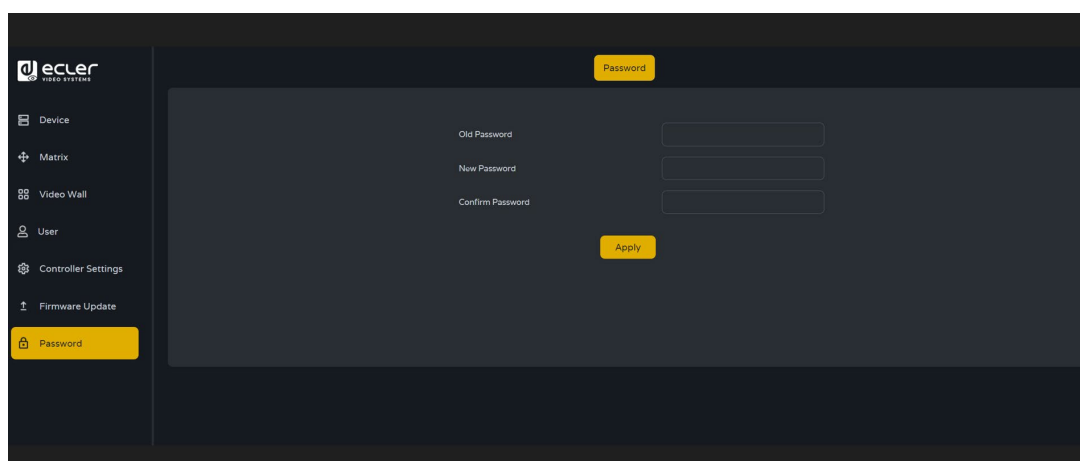 ecler
VIDEO SYSTEMS
Device
Matrix
Video Wall
User
Controller Settings
Firmware Update
Password
Password
Old Password
New Password
Confirm Password
Apply